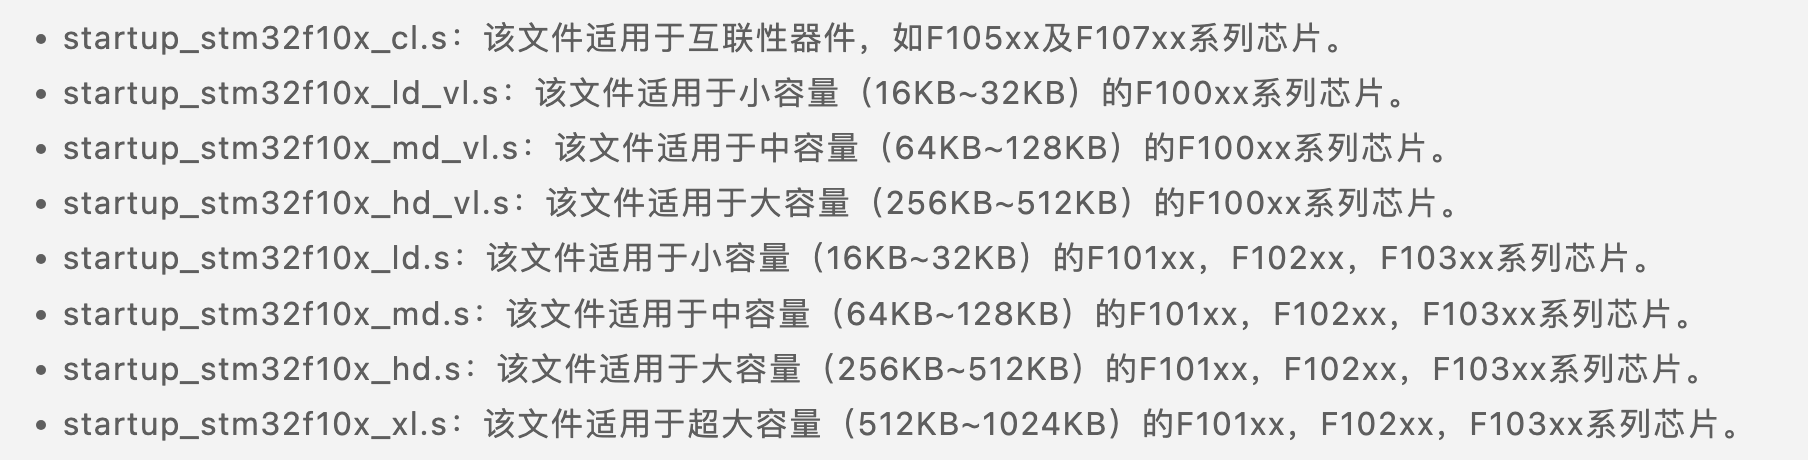 • startup_stm32f10x_cl.s：该文件适用于互联性器件，如F105xx及F107xx系列芯片。
• startup_stm32f10x_ld_vl.s：该文件适用于小容量（16KB~32KB）的F100xx系列芯片。
• startup_stm32f10x_md_vl.s：该文件适用于中容量（64KB~128KB）的F100xx系列芯片。
• startup_stm32f10x_hd_vl.s：该文件适用于大容量（256KB~512KB）的F100xx系列芯片。
• startup_stm32f10x_ld.s：该文件适用于小容量（16KB~32KB）的F101xx，F102xx，F103xx系列芯片。
• startup_stm32f10x_md.s：该文件适用于中容量（64KB~128KB）的F101xx，F102xx，F103xx系列芯片。
• startup_stm32f10x_hd.s：该文件适用于大容量（256KB~512KB）的F101xx，F102xx，F103xx系列芯片。
• startup_stm32f10x_xl.s：该文件适用于超大容量（512KB~1024KB）的F101xx，F102xx，F103xx系列芯片。